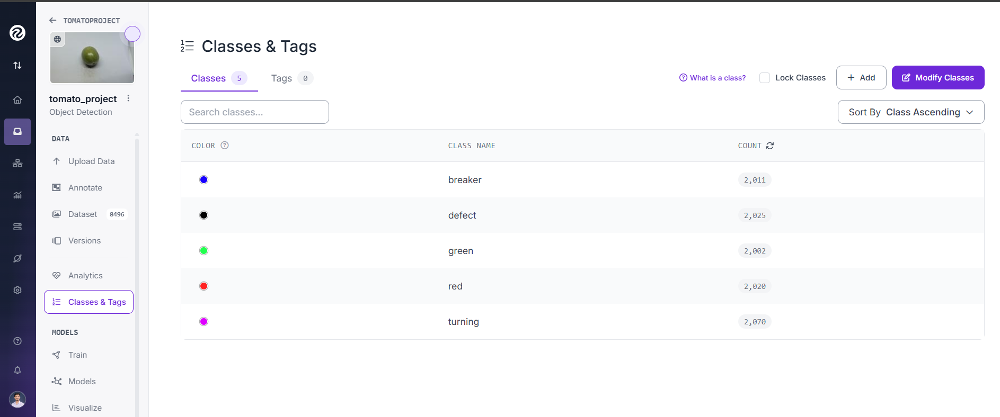 TOMATOPROJECT
tomato_project
Object Detection
DATA
Upload Data
Annotate
Dataset 8496
Versions
Analytics
Classes & Tags
MODELS
Train
Models
Visualize
Classes & Tags
Classes 5 Tags 0
What is a class? Lock Classes + Add Modify Classes
Search classes...
Sort By Class Ascending
COLOR CLASS NAME COUNT
breaker 2,011
defect 2,025
green 2,002
red 2,020
turning 2,070